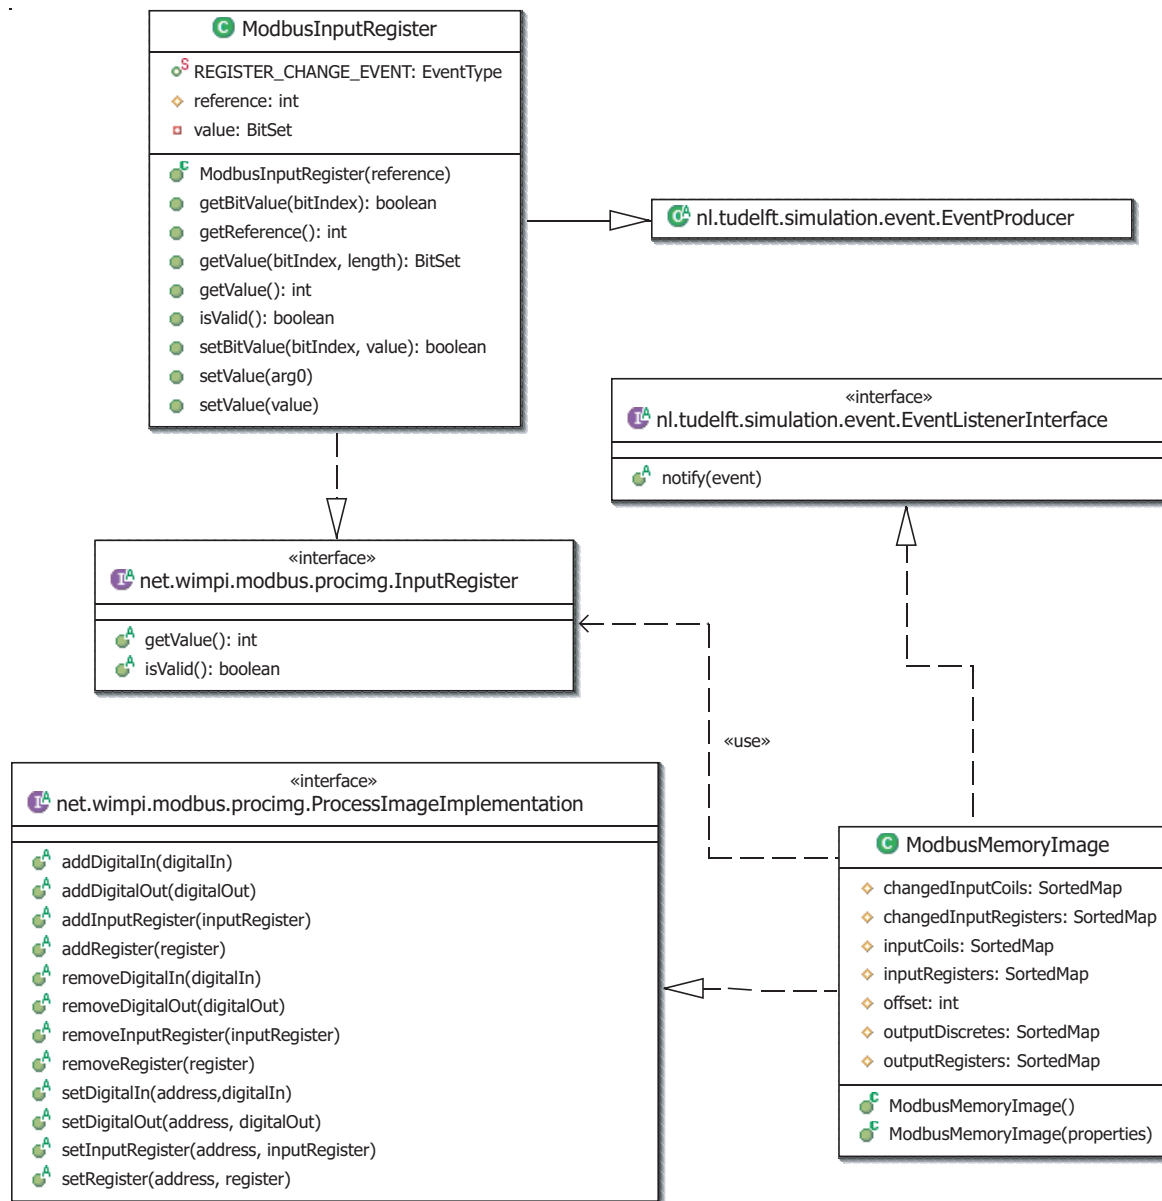 ModbusInputRegister
REGISTER_CHANGE_EVENT: EventType
reference: int
value: BitSet
ModbusInputRegister(reference)
getBitValue(bitIndex): boolean
getReference(): int
getValue(bitIndex, length): BitSet
getValue(): int
isValid(): boolean
setBitValue(bitIndex, value): boolean
setValue(arg0)
setValue(value)
nl.tudelft.simulation.event.EventProducer
«interface»
nl.tudelft.simulation.event.EventListenerInterface
notify(event)
«interface»
net.wimpi.modbus.procimg.InputRegister
getValue(): int
isValid(): boolean
«use»
«interface»
net.wimpi.modbus.procimg.ProcessImageImplementation
addDigitalIn(digitalIn)
addDigitalOut(digitalOut)
addInputRegister(inputRegister)
addRegister(register)
removeDigitalIn(digitalIn)
removeDigitalOut(digitalOut)
removeInputRegister(inputRegister)
removeRegister(register)
setDigitalIn(address,digitalIn)
setDigitalOut(address, digitalOut)
setInputRegister(address, inputRegister)
setRegister(address, register)
ModbusMemoryImage
changedInputCoils: SortedMap
changedInputRegisters: SortedMap
inputCoils: SortedMap
inputRegisters: SortedMap
offset: int
outputDiscretes: SortedMap
outputRegisters: SortedMap
ModbusMemoryImage()
ModbusMemoryImage(properties)